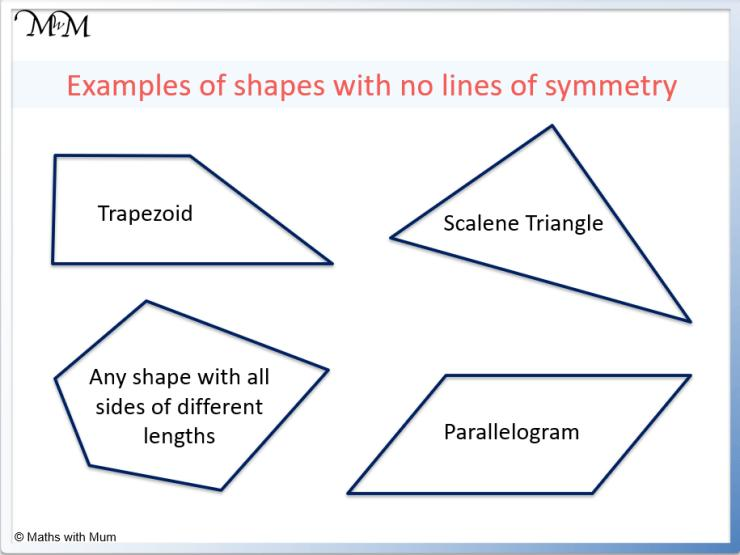 MwM
Examples of shapes with no lines of symmetry
Trapezoid
Scalene Triangle
Any shape with all
sides of different
lengths
Parallelogram
© Maths with Mum